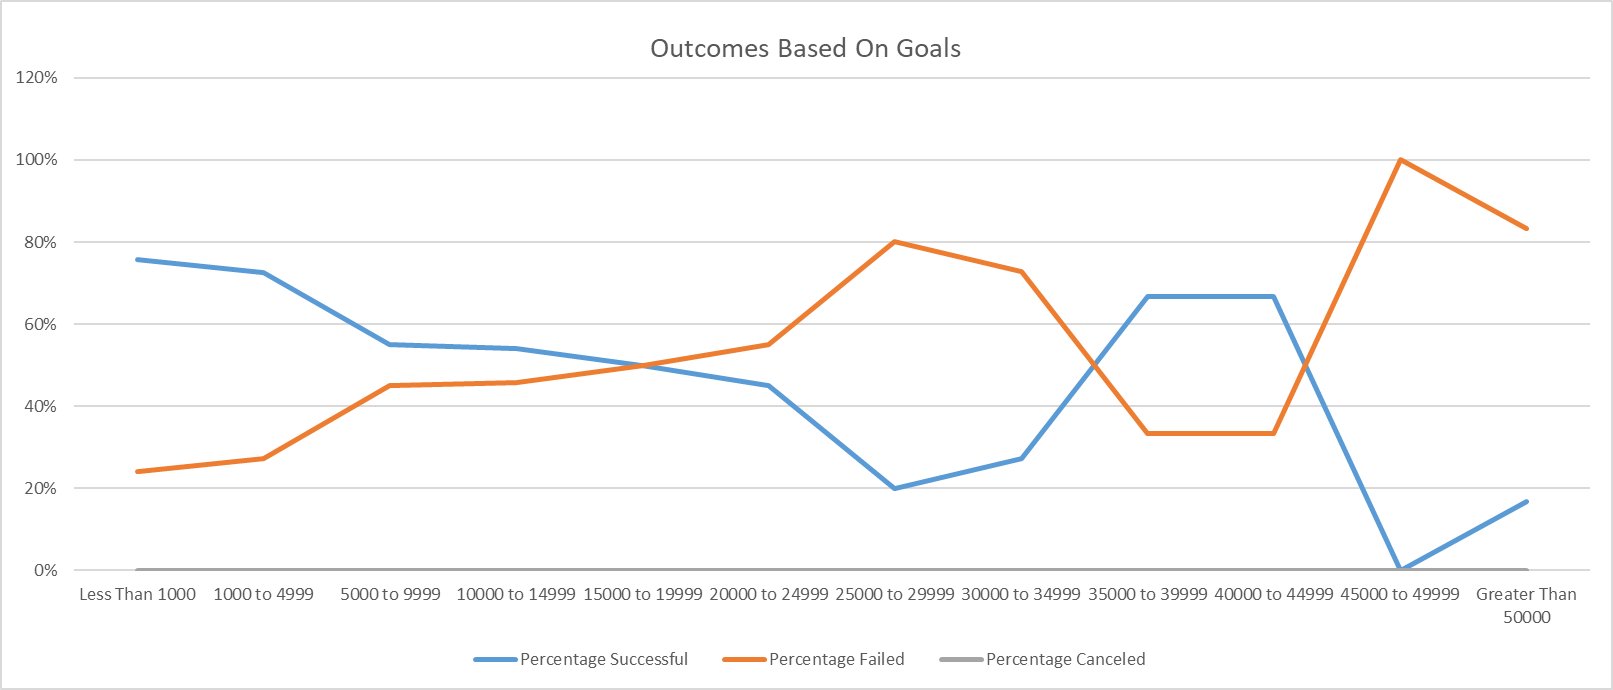 Outcomes Based On Goals
120%
100%
80%
60%
40%
20%
0%
Less Than 1000
1000 to 4999
5000 to 9999
10000 to 14999
15000 to 19999
20000 to 24999
25000 to 29999
30000 to 34999
35000 to 39999
40000 to 44999
45000 to 49999
Greater Than
50000
Percentage Successful
Percentage Failed
Percentage Canceled